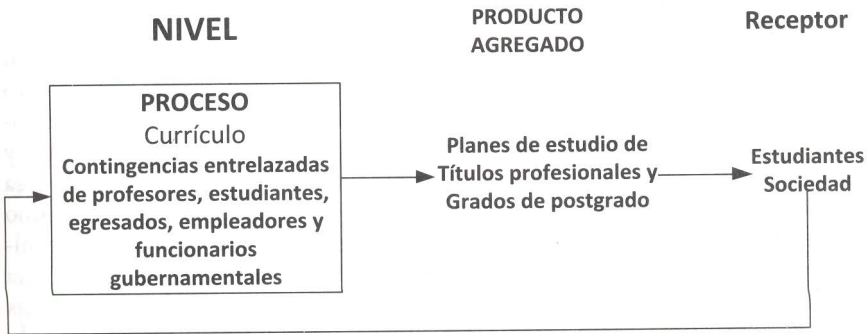 NIVEL
PRODUCTO
AGREGADO
Receptor
PROCESO
Currículo
Contingencias entrelazadas
de profesores, estudiantes,
egresados, empleadores y
funcionarios
gubernamentales
Planes de estudio de
Títulos profesionales y
Grados de postgrado
Estudiantes
Sociedad